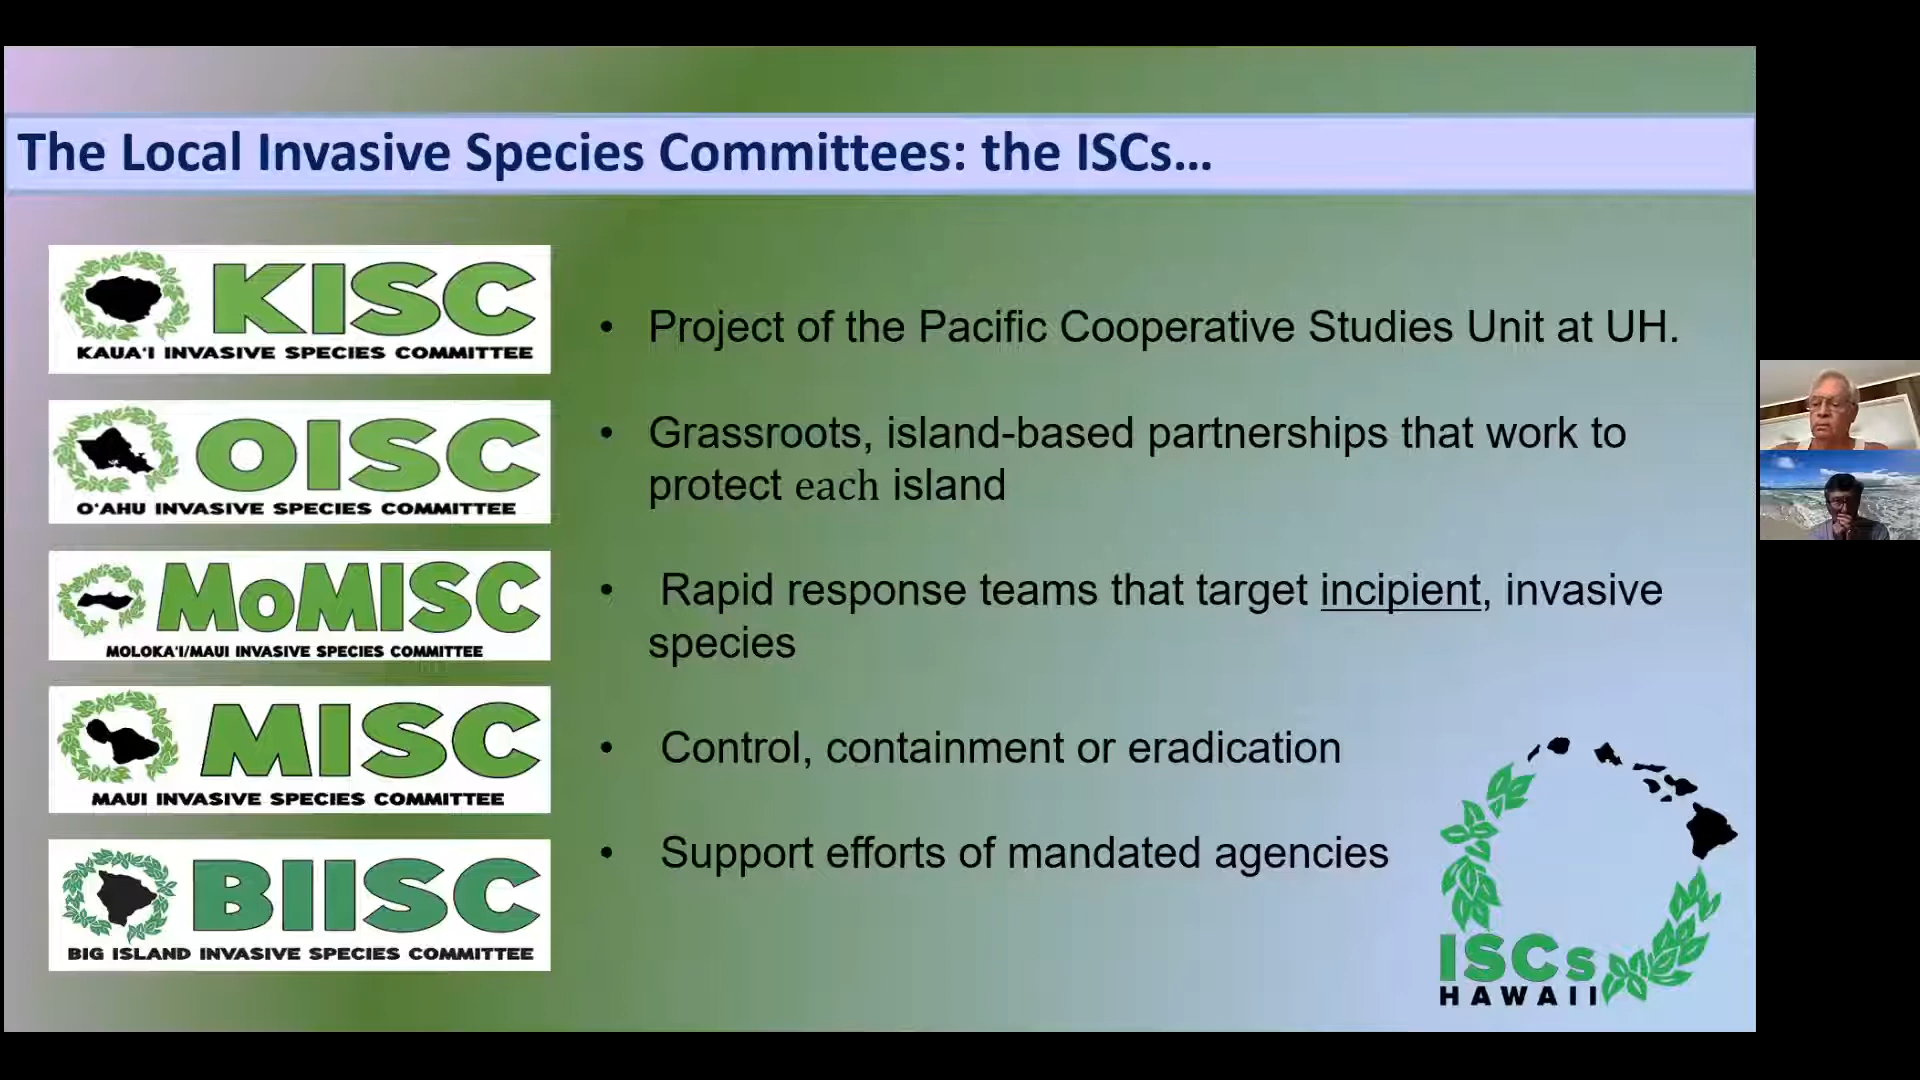 The Local Invasive Species Committees: the ISCs...
KISC
KAUAʻI INVASIVE SPECIES COMMITTEE
OISC
OʻAHU INVASIVE SPECIES COMMITTEE
MoMISC
MOLOKAʻI/MAUI INVASIVE SPECIES COMMITTEE
MISC
MAUI INVASIVE SPECIES COMMITTEE
BIISC
BIG ISLAND INVASIVE SPECIES COMMITTEE
• Project of the Pacific Cooperative Studies Unit at UH.
• Grassroots, island-based partnerships that work to
protect each island
• Rapid response teams that target incipient, invasive
species
• Control, containment or eradication
• Support efforts of mandated agencies
ISCs
HAWAII